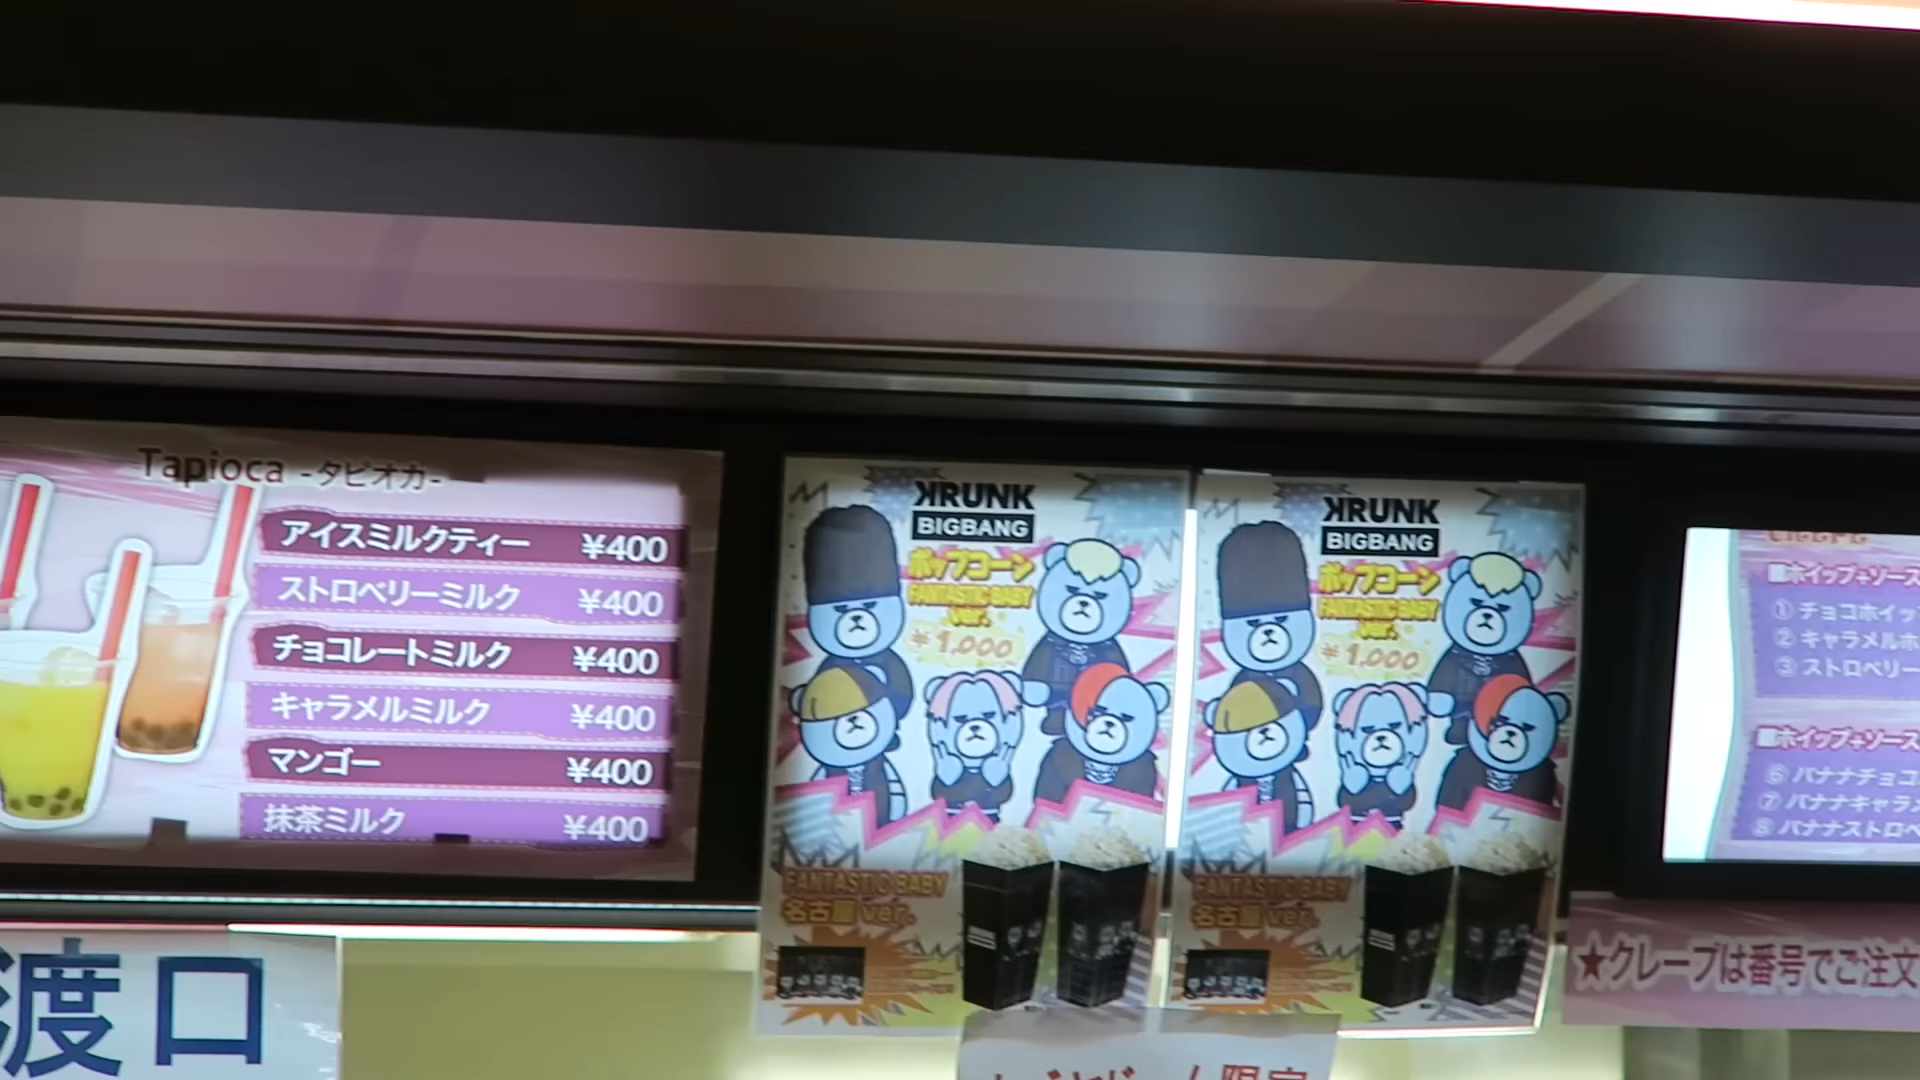 Tapioca -タピオカ-
アイスミルクティー ¥400
ストロベリーミルク ¥400
チョコレートミルク ¥400
キャラメルミルク ¥400
マンゴー ¥400
抹茶ミルク ¥400
渡口
KRUNK
BIGBANG
ポップコーン
FANTASTIC BABY
ver.
¥1,000
FANTASTIC BABY
名古屋 ver.
KRUNK
BIGBANG
ポップコーン
FANTASTIC BABY
ver.
¥1,000
FANTASTIC BABY
名古屋 ver.
限定
■ホイップ+ソース
① チョコホイッ
② キャラメルホ
③ ストロベリー
■ホイップ+ソース
⑥ バナナチョコ
⑦ バナナキャラメ
⑧ バナナストロベ
★クレープは番号でご注文